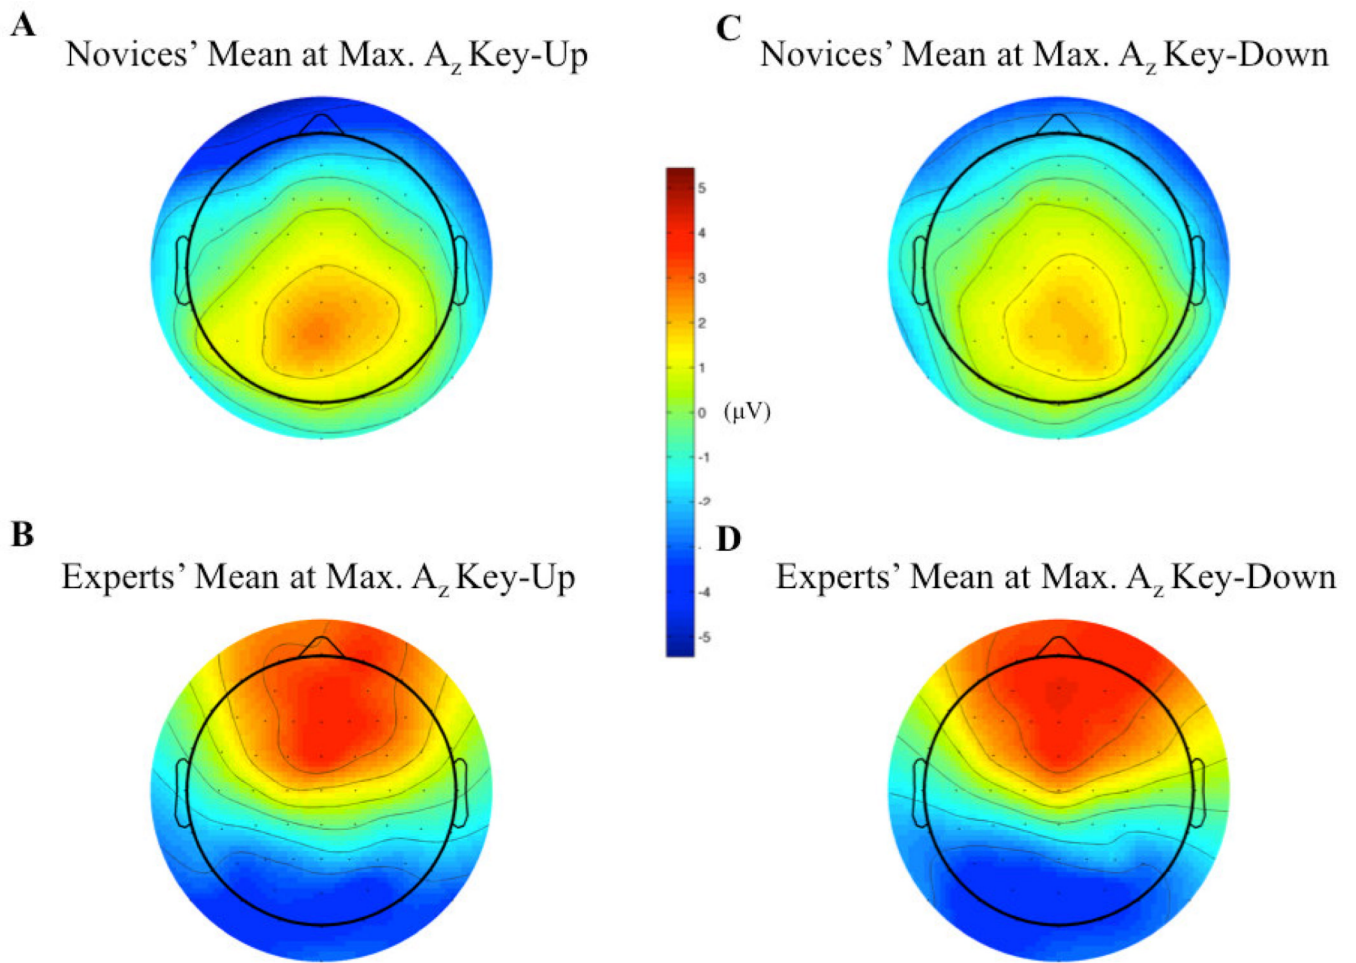 A
Novices’ Mean at Max. Az Key-Up
C
Novices’ Mean at Max. Az Key-Down
5
4
3
2
1
0 (µV)
-1
-2
-4
-5
B
Experts’ Mean at Max. Az Key-Up
D
Experts’ Mean at Max. Az Key-Down